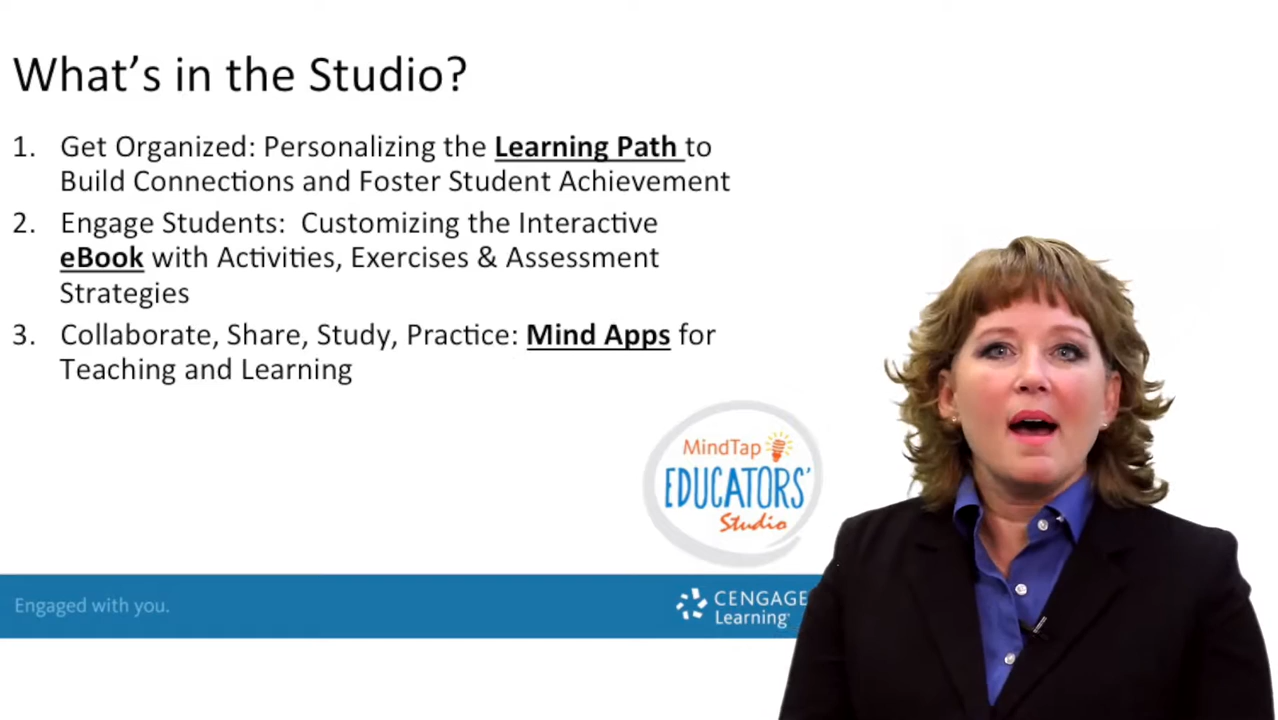 What’s in the Studio?
1. Get Organized: Personalizing the Learning Path to
Build Connections and Foster Student Achievement
2. Engage Students: Customizing the Interactive
eBook with Activities, Exercises & Assessment
Strategies
3. Collaborate, Share, Study, Practice: Mind Apps for
Teaching and Learning
MindTap
EDUCATORS’
Studio
Engaged with you.
CENGAGE
Learning